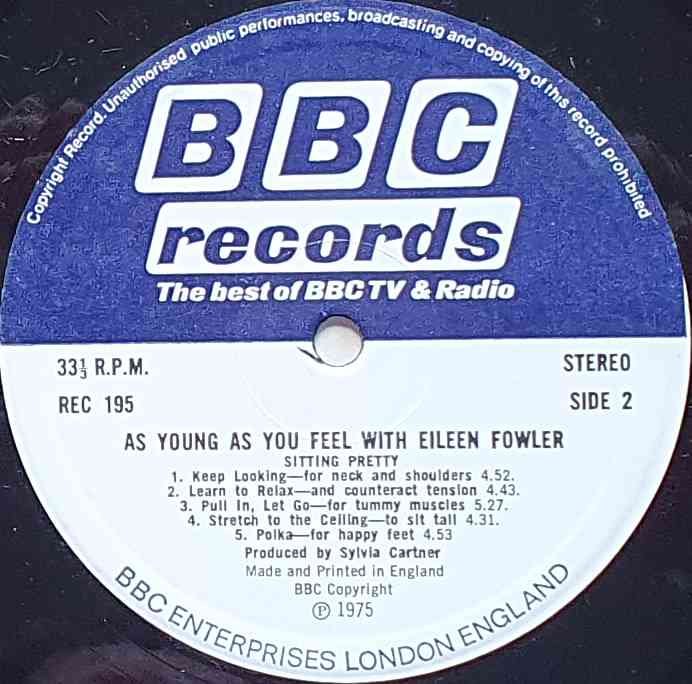 Copyright Record. Unauthorised public performances, broadcasting and copying of this record prohibited
BBC
records
The best of BBC TV & Radio
33⅓ R.P.M.
STEREO
REC 195
SIDE 2
AS YOUNG AS YOU FEEL WITH EILEEN FOWLER
SITTING PRETTY
1. Keep Looking—for neck and shoulders 4.52.
2. Learn to Relax—and counteract tension 4.43.
3. Pull In, Let Go—for tummy muscles 5.27.
4. Stretch to the Ceiling—to sit tall 4.31.
5. Polka—for happy feet 4.53
Produced by Sylvia Cartner
Made and Printed in England
BBC Copyright
Ⓟ 1975
BBC ENTERPRISES LONDON ENGLAND